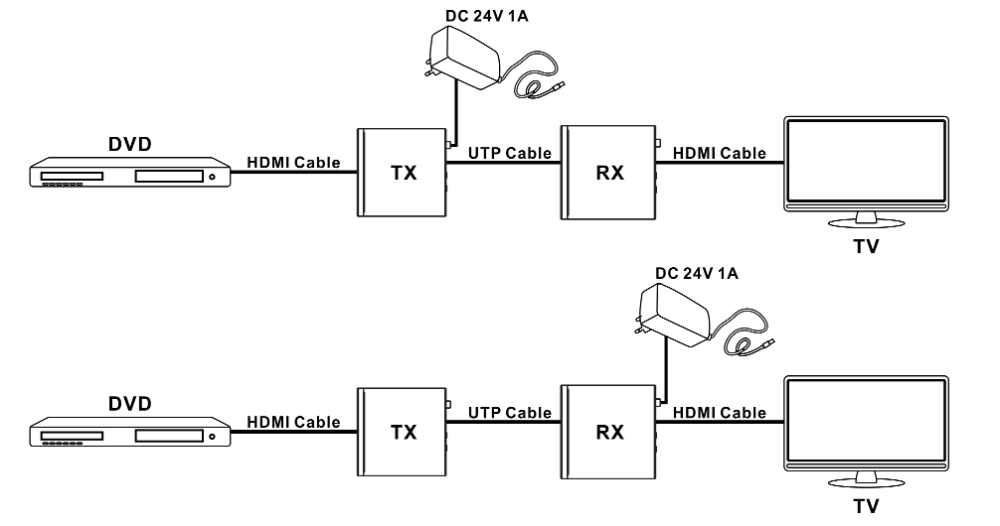 DC 24V 1A
DVD
HDMI Cable
TX
UTP Cable
RX
HDMI Cable
TV
DC 24V 1A
DVD
HDMI Cable
TX
UTP Cable
RX
HDMI Cable
TV